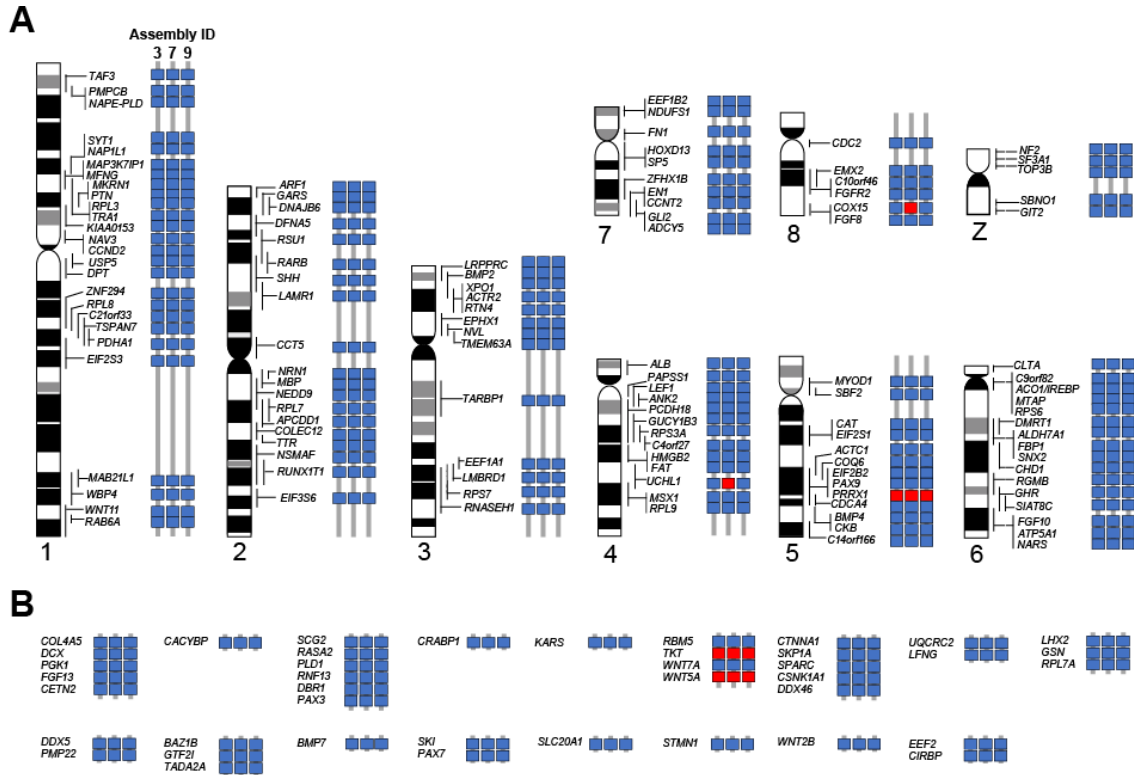 A
Assembly ID
3 7 9
TAF3
PMPCB
NAPE-PLD
SYT1
NAP1L1
MAP3K7IP1
MFNG
MKRN1
PTN
RPL3
TRA1
KIAA0153
NAV3
CCND2
USP5
DPT
ZNF294
RPL8
C21orf33
TSPAN7
PDHA1
EIF2S3
MAB21L1
WBP4
WNT11
RAB6A
1
ARF1
GARS
DNAJB6
DFNA5
RSU1
RARB
SHH
LAMR1
CCT5
NRN1
MBP
NEDD9
RPL7
APCDD1
COLEC12
TTR
NSMAF
RUNX1T1
EIF3S6
2
LRPPRC
BMP2
XPO1
ACTR2
RTN4
EPHX1
NVL
TMEM63A
TARBP1
EEF1A1
LMBRD1
RPS7
RNASEH1
3
ALB
PAPSS1
LEF1
ANK2
PCDH18
GUCY1B3
RPS3A
C4orf27
HMGB2
FAT
UCHL1
MSX1
RPL9
4
MYOD1
SBF2
CAT
EIF2S1
ACTC1
COQ6
EIF2B2
PAX9
PRRX1
CDCA4
BMP4
CKB
C14orf166
5
CLTA
C9orf82
ACO1/IREBP
MTAP
RPS6
DMRT1
ALDH7A1
FBP1
SNX2
CHD1
RGMB
GHR
SIAT8C
FGF10
ATP5A1
NARS
6
EEF1B2
NDUFS1
FN1
HOXD13
SP5
ZFHX1B
EN1
CCNT2
GLI2
ADCY5
7
CDC2
EMX2
C10orf46
FGFR2
COX15
FGF8
8
NF2
SF3A1
TOP3B
SBNO1
GIT2
Z
B
COL4A5
DCX
PGK1
FGF13
CETN2
CACYBP
SCG2
RASA2
PLD1
RNF13
DBR1
PAX3
CRABP1
KARS
RBM5
TKT
WNT7A
WNT5A
CTNNA1
SKP1A
SPARC
CSNK1A1
DDX46
UQCRC2
LFNG
LHX2
GSN
RPL7A
DDX5
PMP22
BAZ1B
GTF2I
TADA2A
BMP7
SKI
PAX7
SLC20A1
STMN1
WNT2B
EEF2
CIRBP